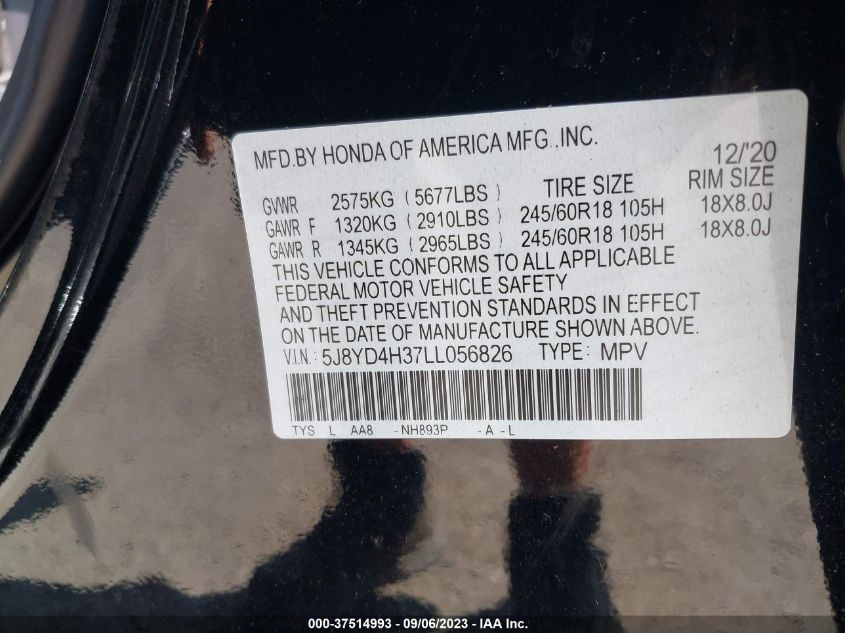 MFD.BY HONDA OF AMERICA MFG.,INC.
12/'20
GVWR 2575KG (5677LBS) TIRE SIZE RIM SIZE
GAWR F 1320KG (2910LBS) 245/60R18 105H 18X8.0J
GAWR R 1345KG (2965LBS) 245/60R18 105H 18X8.0J
THIS VEHICLE CONFORMS TO ALL APPLICABLE
FEDERAL MOTOR VEHICLE SAFETY
AND THEFT PREVENTION STANDARDS IN EFFECT
ON THE DATE OF MANUFACTURE SHOWN ABOVE.
V.I.N.: 5J8YD4H37LL056826 TYPE: MPV
TYS L AA8 -NH893P -A -L
000-37514993 - 09/06/2023 - IAA Inc.